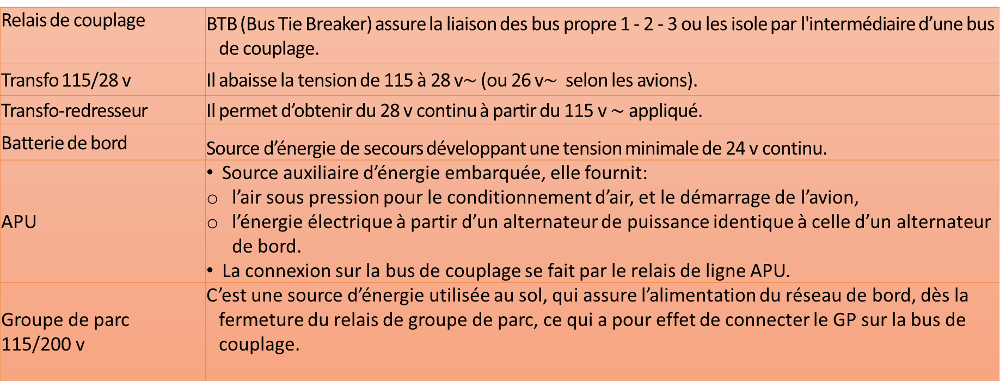 Relais de couplage
BTB (Bus Tie Breaker) assure la liaison des bus propre 1 - 2 - 3 ou les isole par l'intermédiaire d’une bus
de couplage.
Transfo 115/28 v
Il abaisse la tension de 115 à 28 v~ (ou 26 v~ selon les avions).
Transfo-redresseur
Il permet d’obtenir du 28 v continu à partir du 115 v ~ appliqué.
Batterie de bord
Source d’énergie de secours développant une tension minimale de 24 v continu.
APU
• Source auxiliaire d’énergie embarquée, elle fournit:
o l’air sous pression pour le conditionnement d’air, et le démarrage de l’avion,
o l’énergie électrique à partir d’un alternateur de puissance identique à celle d’un alternateur
de bord.
• La connexion sur la bus de couplage se fait par le relais de ligne APU.
Groupe de parc
115/200 v
C’est une source d’énergie utilisée au sol, qui assure l’alimentation du réseau de bord, dès la
fermeture du relais de groupe de parc, ce qui a pour effet de connecter le GP sur la bus de
couplage.